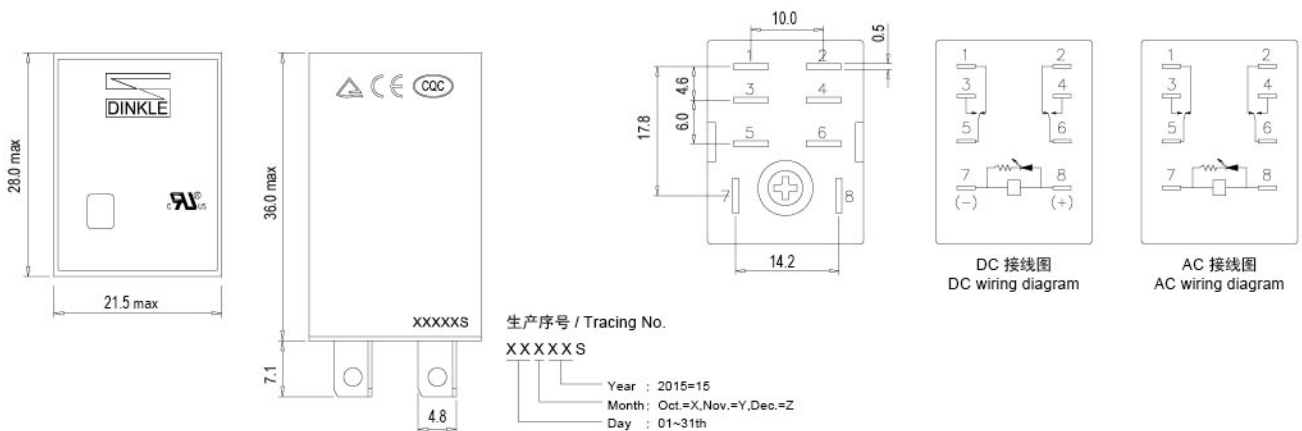 DINKLE
C UL ® US
28.0 max
21.5 max
CE CQC
36.0 max
XXXXXS
7.1
4.8
生产序号 / Tracing No.
XXXXXS
Year : 2015=15
Month: Oct.=X,Nov.=Y,Dec.=Z
Day : 01~31th
10.0
0.5
1 2
4.6
3 4
17.8
6.0
5 6
7 8
14.2
1 2
3 4
5 6
7 8
(-) (+)
DC 接线图
DC wiring diagram
1 2
3 4
5 6
7 8
AC 接线图
AC wiring diagram